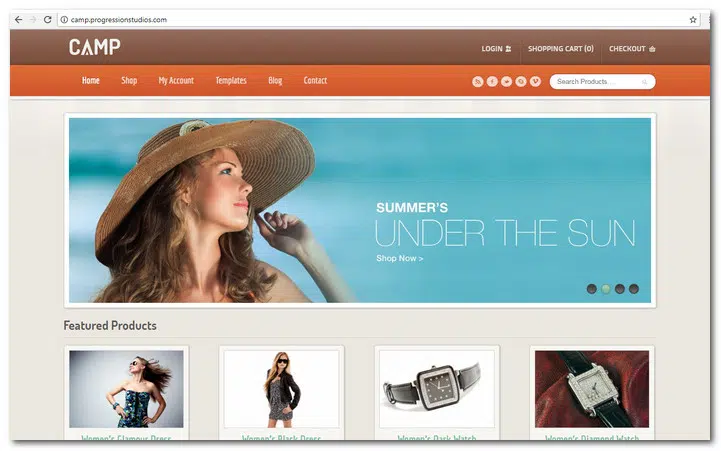 camp.progressionstudios.com
CAMP
LOGIN
SHOPPING CART (0)
CHECKOUT
Home
Shop
My Account
Templates
Blog
Contact
Search Products...
SUMMER'S
UNDER THE SUN
Shop Now >
Featured Products
Women's Glamour Dress
Women's Black Dress
Women's Dark Watch
Women's Diamond Watch